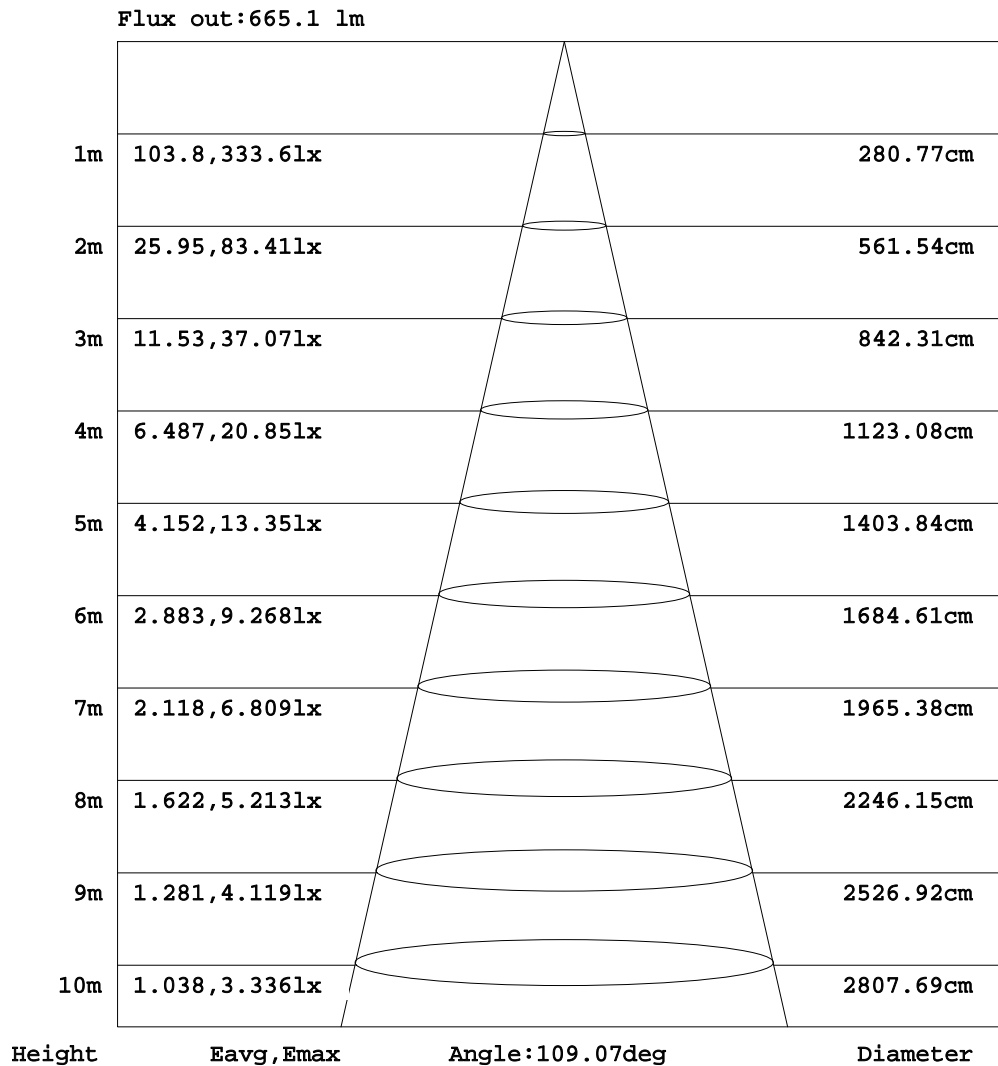 Flux out:665.1 lm
1m 103.8,333.6lx 280.77cm
2m 25.95,83.41lx 561.54cm
3m 11.53,37.07lx 842.31cm
4m 6.487,20.85lx 1123.08cm
5m 4.152,13.35lx 1403.84cm
6m 2.883,9.268lx 1684.61cm
7m 2.118,6.809lx 1965.38cm
8m 1.622,5.213lx 2246.15cm
9m 1.281,4.119lx 2526.92cm
10m 1.038,3.336lx 2807.69cm
Height Eavg,Emax Angle:109.07deg Diameter